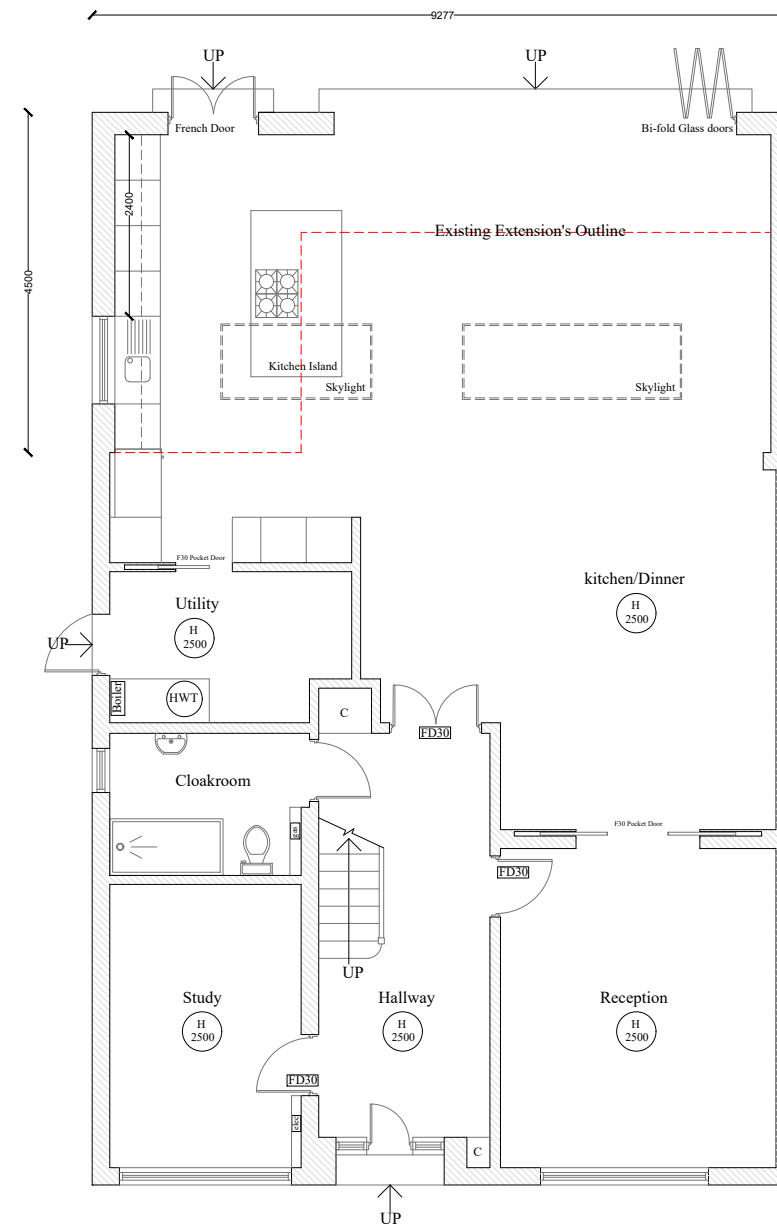 9277
UP
UP
French Door
Bi-fold Glass doors
2400
4500
Existing Extension's Outline
Kitchen Island
Skylight
Skylight
F30 Pocket Door
kitchen/Dinner
H
2500
Utility
H
2500
UP
Boiler
HWT
C
FD30
Cloakroom
gas
F30 Pocket Door
FD30
UP
Study
H
2500
Hallway
H
2500
Reception
H
2500
FD30
elec
C
UP